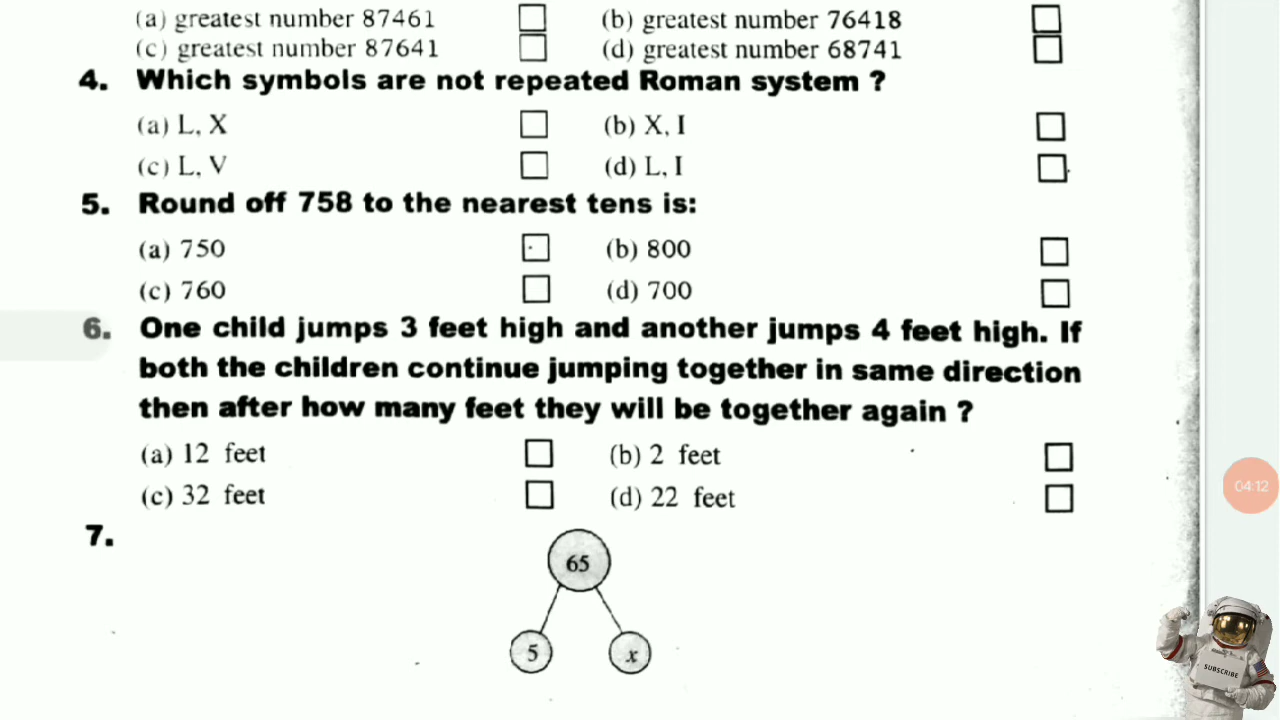 (a) greatest number 87461 (b) greatest number 76418
(c) greatest number 87641 (d) greatest number 68741
4. Which symbols are not repeated Roman system ?
(a) L, X (b) X, I
(c) L, V (d) L, I
5. Round off 758 to the nearest tens is:
(a) 750 (b) 800
(c) 760 (d) 700
6. One child jumps 3 feet high and another jumps 4 feet high. If
both the children continue jumping together in same direction
then after how many feet they will be together again ?
(a) 12 feet (b) 2 feet
(c) 32 feet (d) 22 feet
04:12
7.
65
5 x
SUBSCRIBE